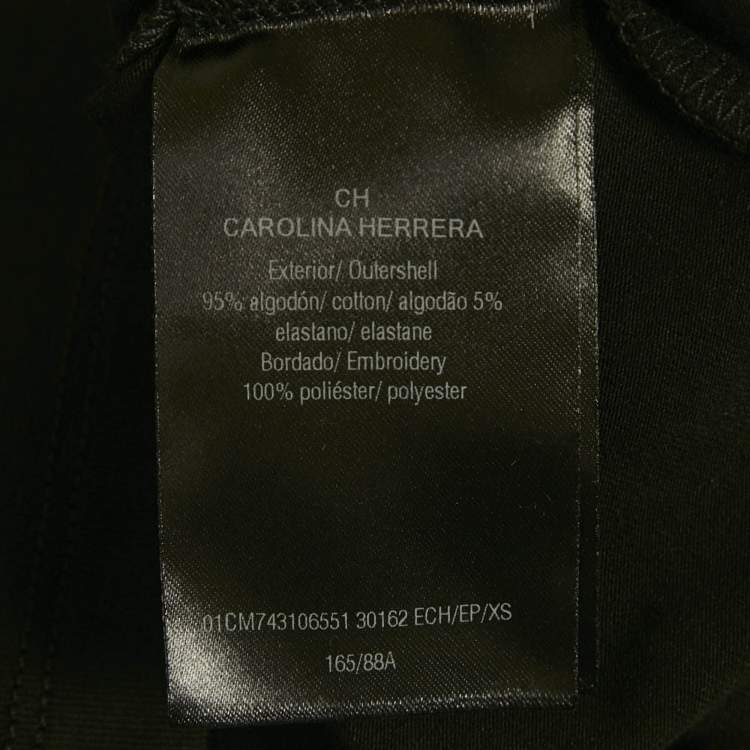 1
CH
CAROLINA HERRERA
Exterior/ Outershell
95% algodón/ cotton/ algodão 5%
elastano/ elastane
Bordado/ Embroidery
100% poliéster/ polyester
01CM743106551 30162 ECH/EP/XS
165/88A